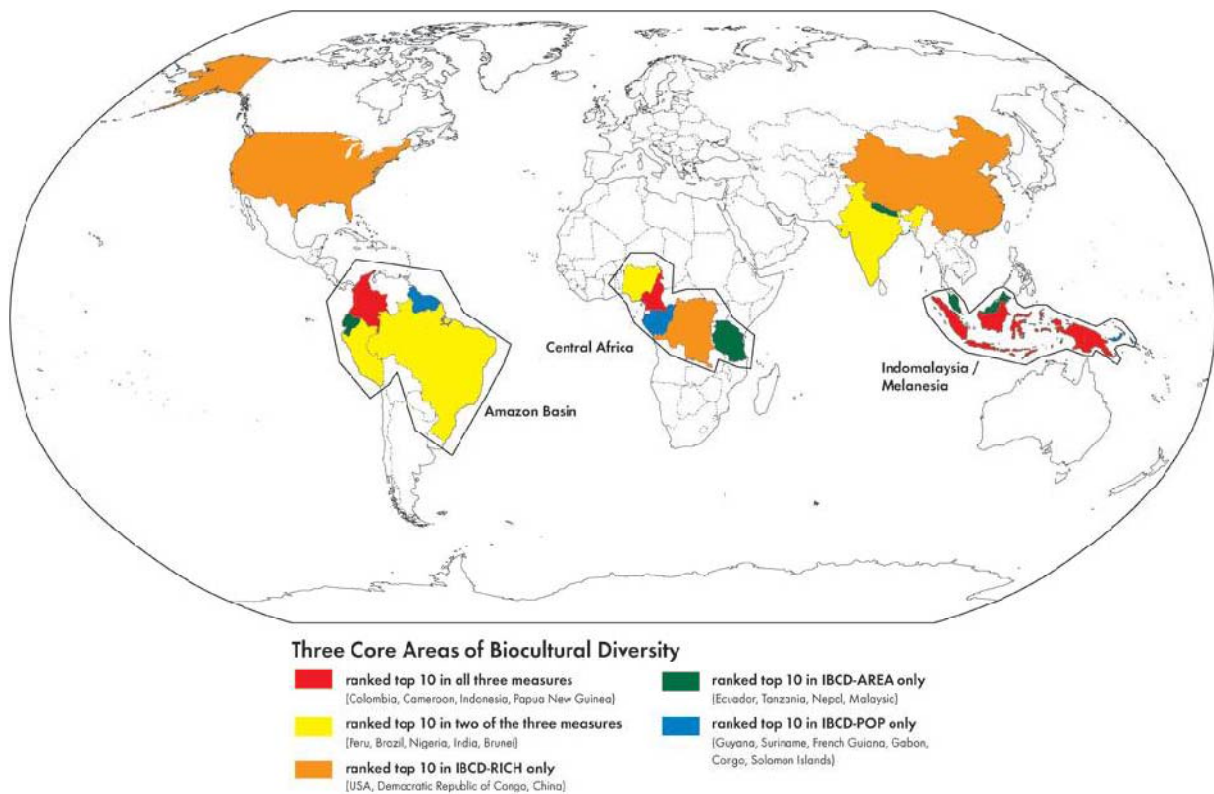 Central Africa
Indomalaysia /
Melanesia
Amazon Basin
Three Core Areas of Biocultural Diversity
ranked top 10 in all three measures
(Colombia, Cameroon, Indonesia, Papua New Guinea)
ranked top 10 in two of the three measures
(Peru, Brazil, Nigeria, India, Brunei)
ranked top 10 in IBCD-RICH only
(USA, Democratic Republic of Congo, China)
ranked top 10 in IBCD-AREA only
(Ecuador, Tanzania, Nepal, Malaysia)
ranked top 10 in IBCD-POP only
(Guyana, Suriname, French Guiana, Gabon,
Congo, Solomon Islands)